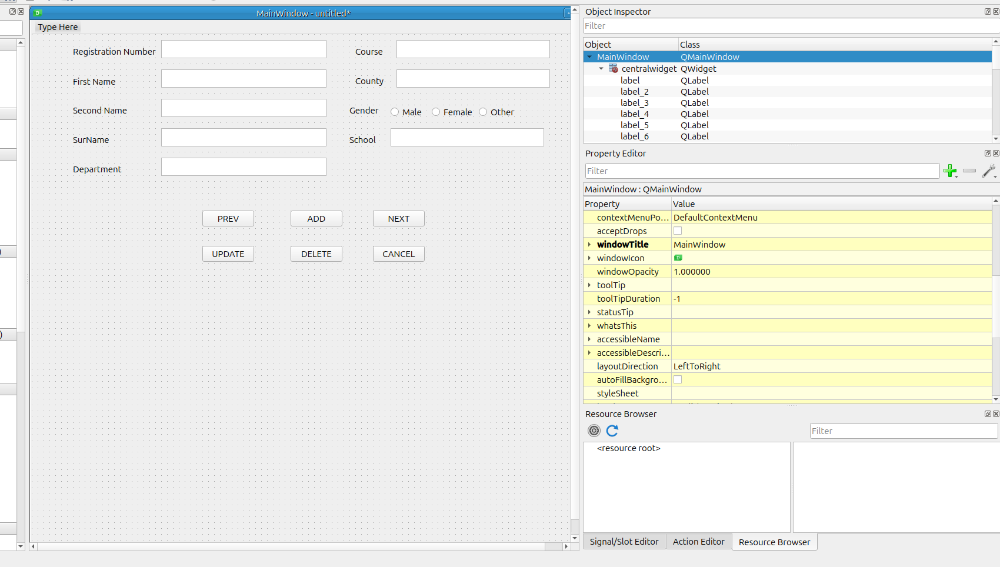 MainWindow - untitled*
Type Here
Registration Number
Course
First Name
County
Second Name
Gender
Male
Female
Other
SurName
School
Department
PREV
ADD
NEXT
UPDATE
DELETE
CANCEL
)
)
Object Inspector
Filter
Object Class
MainWindow QMainWindow
centralwidget QWidget
label QLabel
label_2 QLabel
label_3 QLabel
label_4 QLabel
label_5 QLabel
label_6 QLabel
Property Editor
Filter
MainWindow : QMainWindow
Property Value
contextMenuPo... DefaultContextMenu
acceptDrops
windowTitle MainWindow
windowIcon
windowOpacity 1.000000
toolTip
toolTipDuration -1
statusTip
whatsThis
accessibleName
accessibleDescri...
layoutDirection LeftToRight
autoFillBackgro...
styleSheet
Resource Browser
Filter
<resource root>
Signal/Slot Editor
Action Editor
Resource Browser